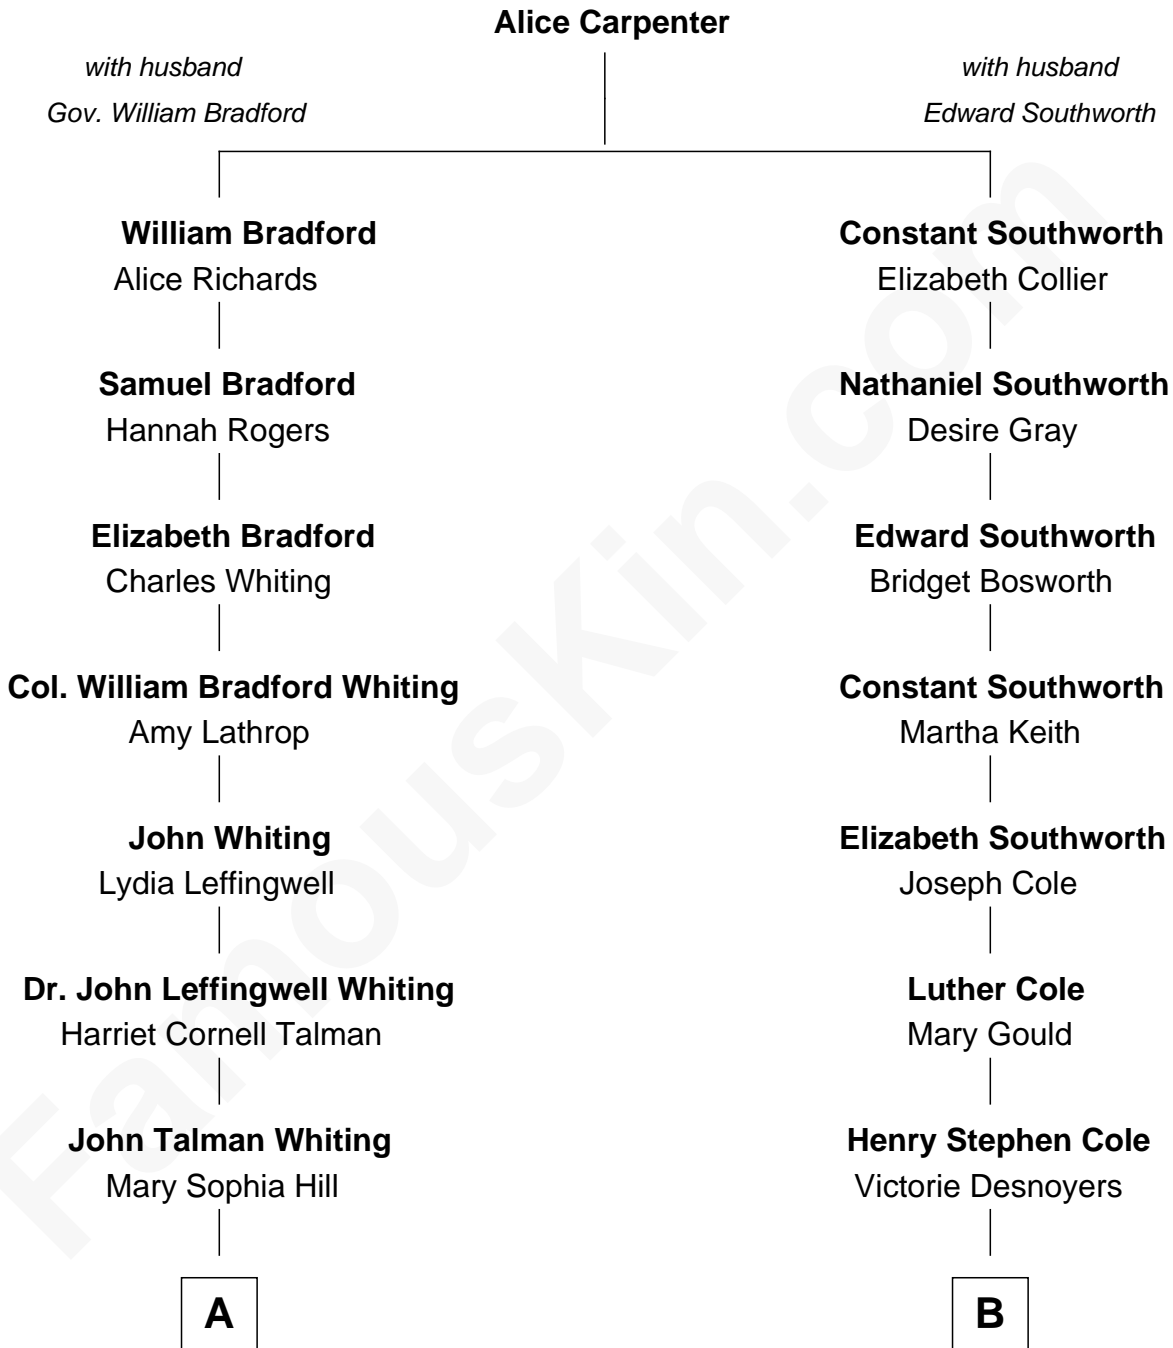 Alice Carpenter
with husband
Gov. William Bradford
with husband
Edward Southworth
William Bradford
Alice Richards
Constant Southworth
Elizabeth Collier
Samuel Bradford
Hannah Rogers
Nathaniel Southworth
Desire Gray
Elizabeth Bradford
Charles Whiting
Edward Southworth
Bridget Bosworth
Col. William Bradford Whiting
Amy Lathrop
Constant Southworth
Martha Keith
John Whiting
Lydia Leffingwell
Elizabeth Southworth
Joseph Cole
Dr. John Leffingwell Whiting
Harriet Cornell Talman
Luther Cole
Mary Gould
John Talman Whiting
Mary Sophia Hill
Henry Stephen Cole
Victorie Desnoyers
A
B
FamousKin.com